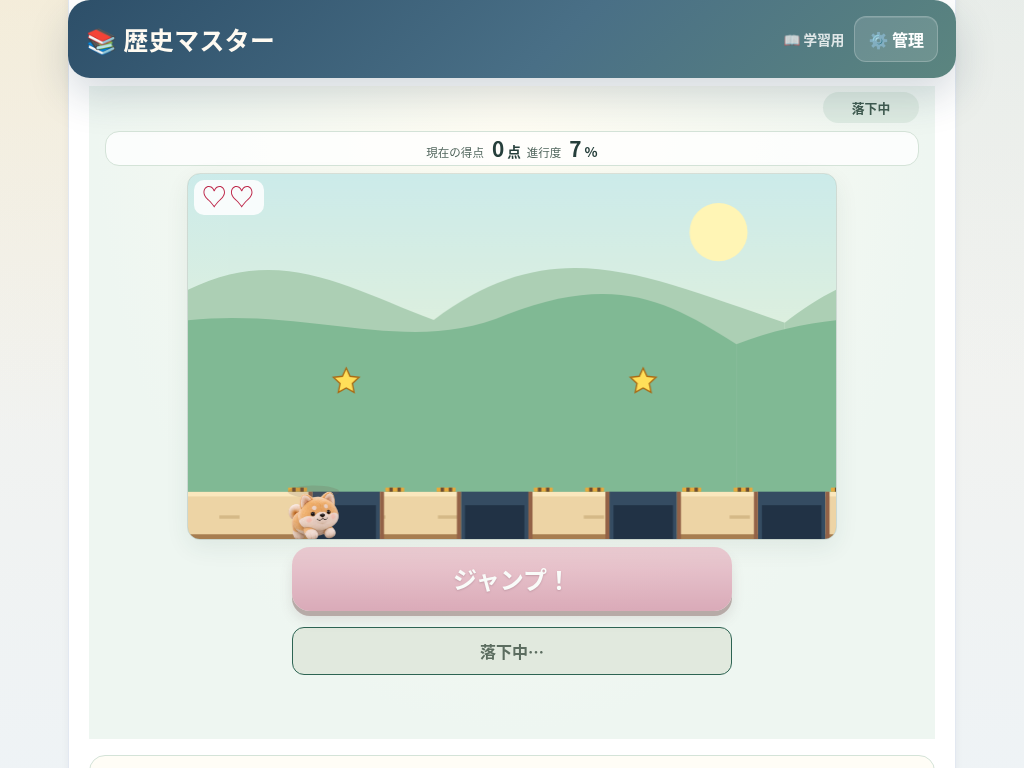 📚 歴史マスター
📖 学習用
⚙️ 管理
落下中
現在の得点 0 点 進行度 7 %
♡♡
ジャンプ！
落下中…